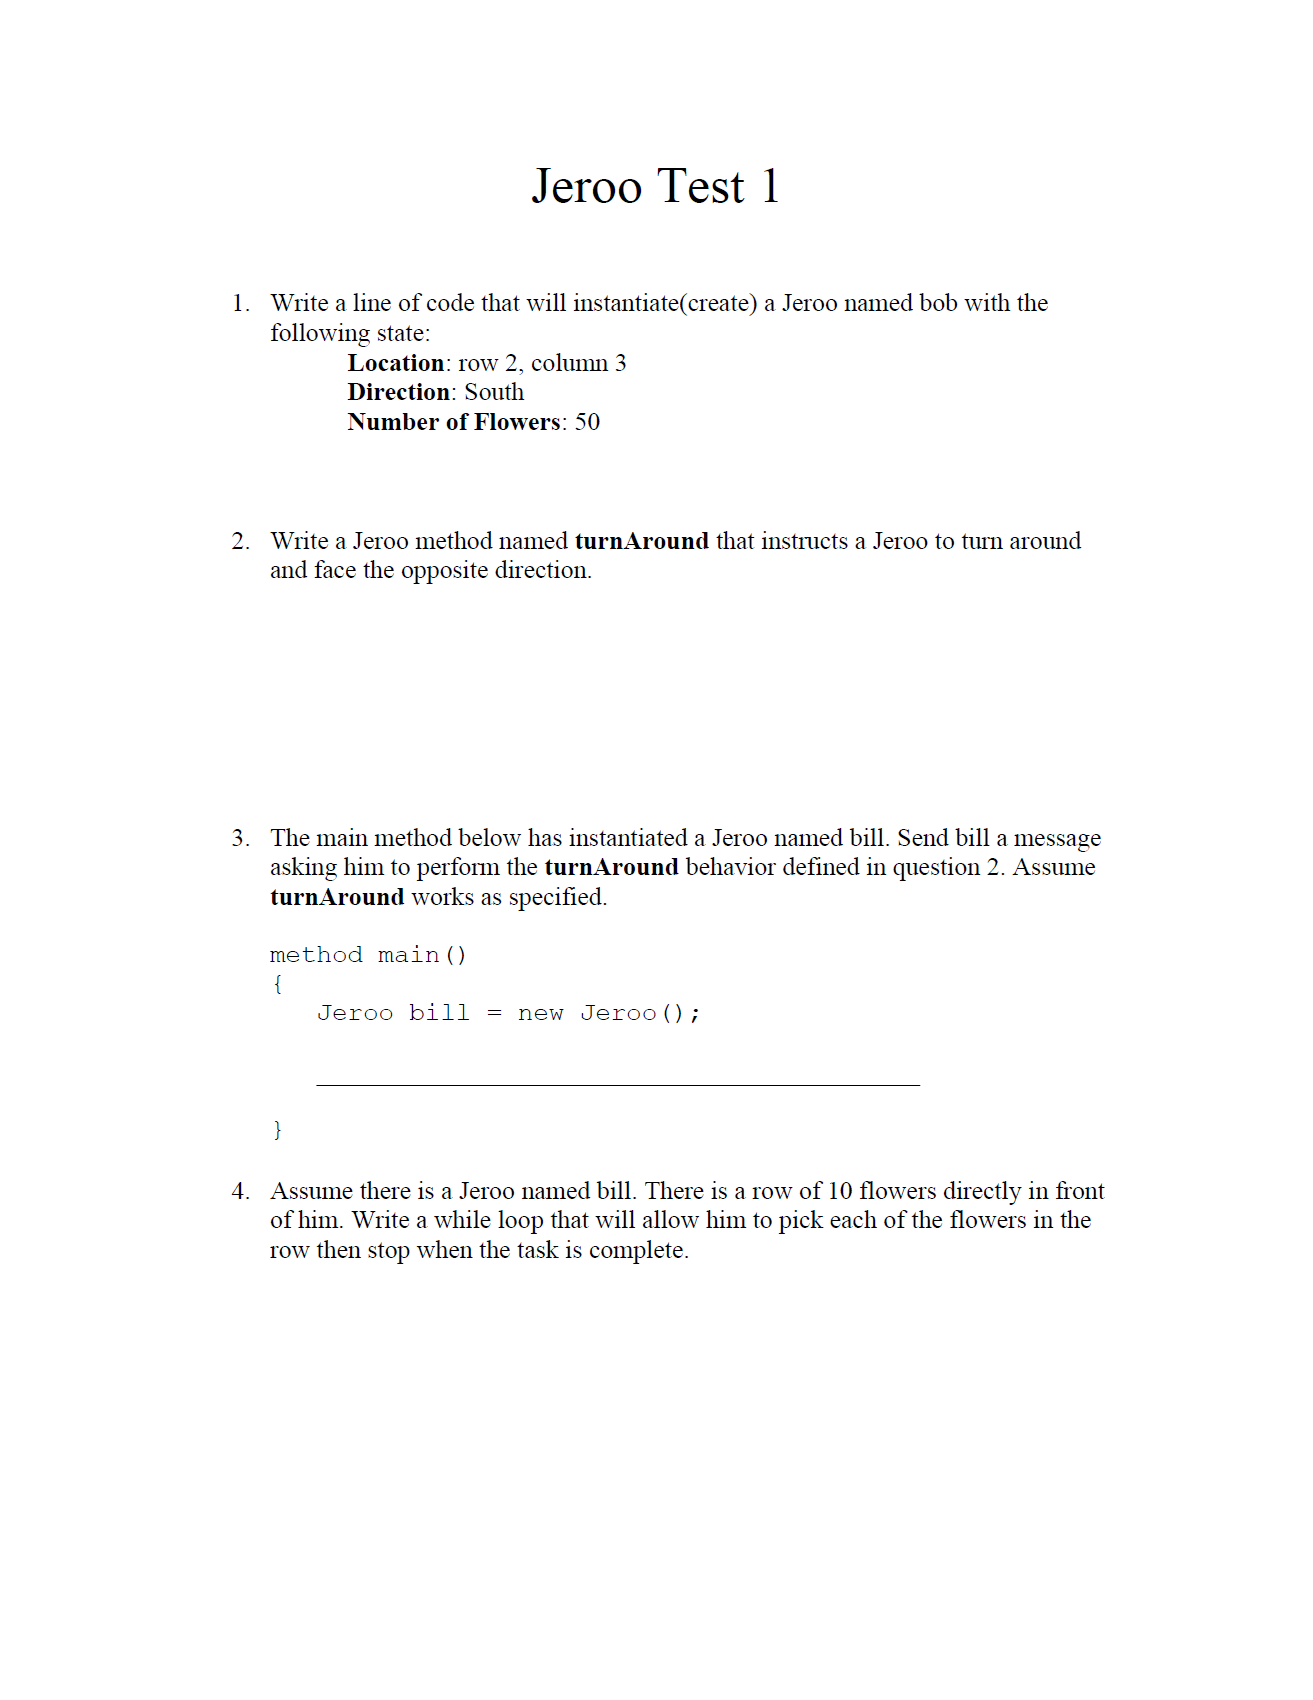 Jeroo Test 1
1. Write a line of code that will instantiate(create) a Jeroo named bob with the
following state:
Location: row 2, column 3
Direction: South
Number of Flowers: 50
2. Write a Jeroo method named turnAround that instructs a Jeroo to turn around
and face the opposite direction.
3. The main method below has instantiated a Jeroo named bill. Send bill a message
asking him to perform the turnAround behavior defined in question 2. Assume
turnAround works as specified.
method main()
{
Jeroo bill = new Jeroo();
}
4. Assume there is a Jeroo named bill. There is a row of 10 flowers directly in front
of him. Write a while loop that will allow him to pick each of the flowers in the
row then stop when the task is complete.